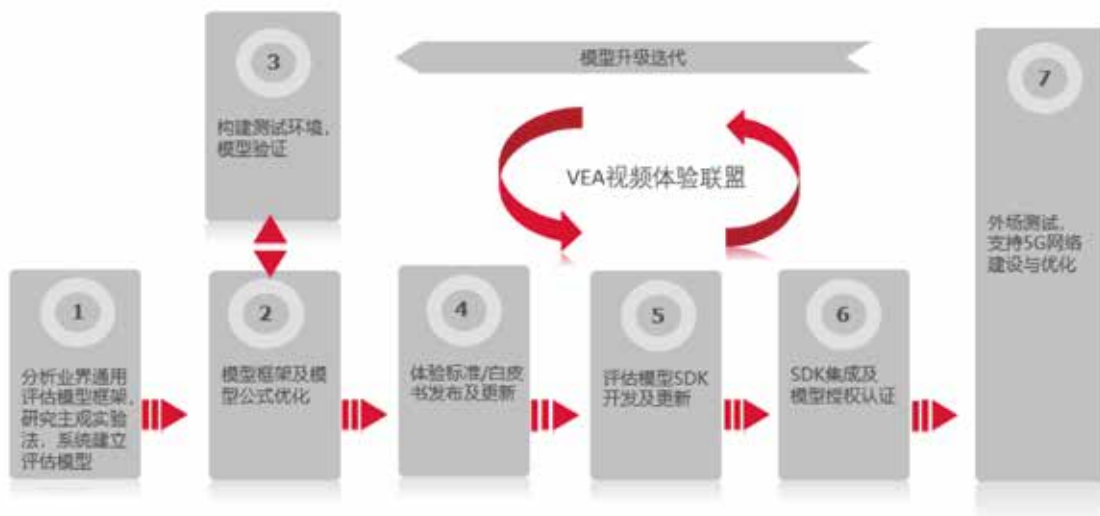 3
构建测试环境，
模型验证
模型升级迭代
VEA视频体验联盟
7
外场测试，
支持5G网络
建设与优化
1
分析业界通用
评估模型框架，
研究主观实验
法，系统建立
评估模型
2
模型框架及模
型公式优化
4
体验标准/白皮
书发布及更新
5
评估模型SDK
开发及更新
6
SDK集成及
模型授权认证